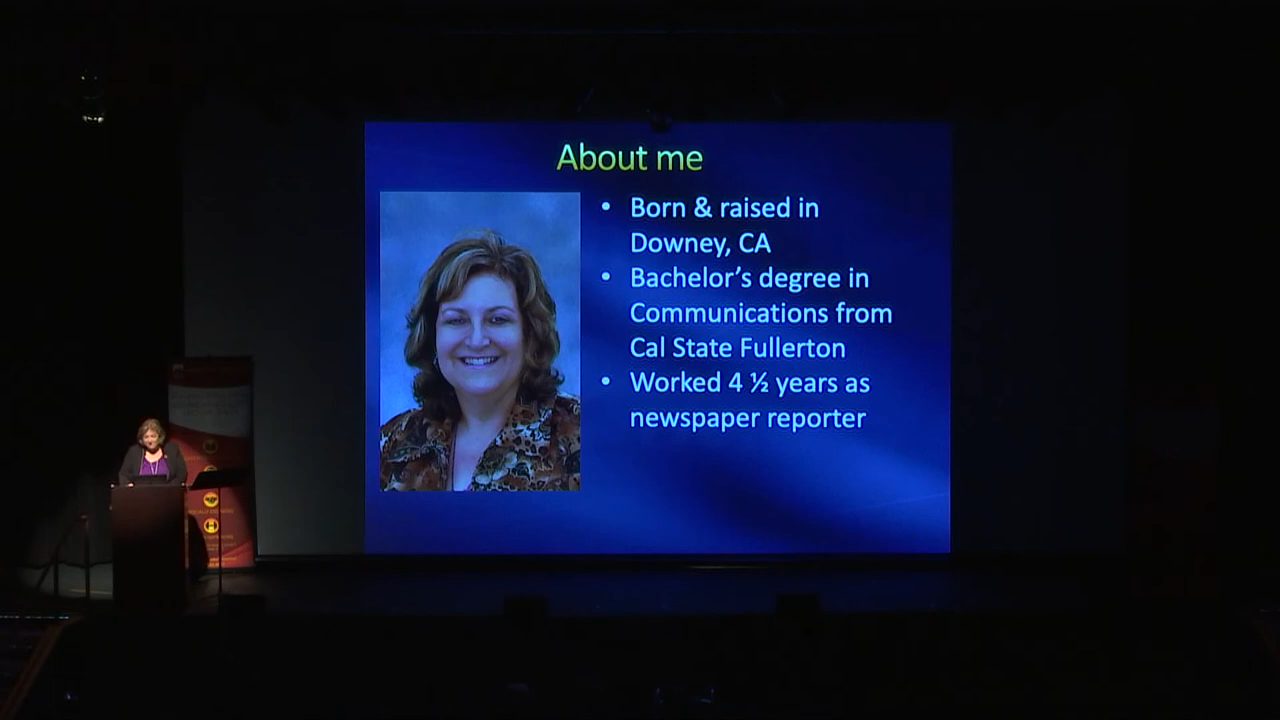 About me
• Born & raised in
Downey, CA
• Bachelor's degree in
Communications from
Cal State Fullerton
• Worked 4 ½ years as
newspaper reporter